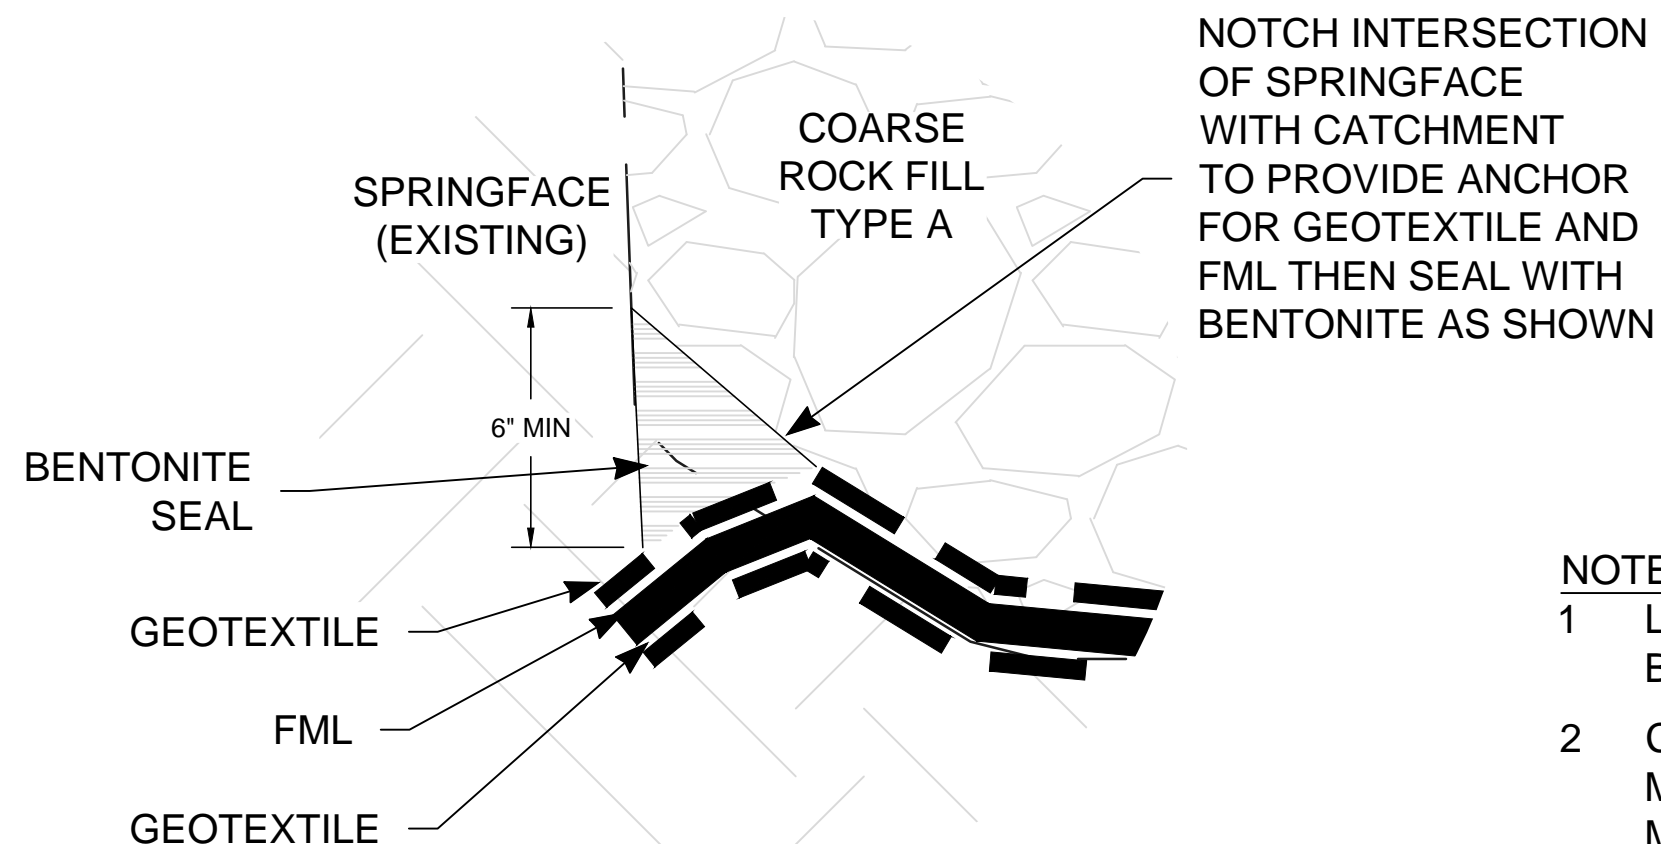 NOTCH INTERSECTION
OF SPRINGFACE
WITH CATCHMENT
TO PROVIDE ANCHOR
FOR GEOTEXTILE AND
FML THEN SEAL WITH
BENTONITE AS SHOWN
COARSE
ROCK FILL
TYPE A
SPRINGFACE
(EXISTING)
6" MIN
BENTONITE
SEAL
GEOTEXTILE
FML
GEOTEXTILE
1
2